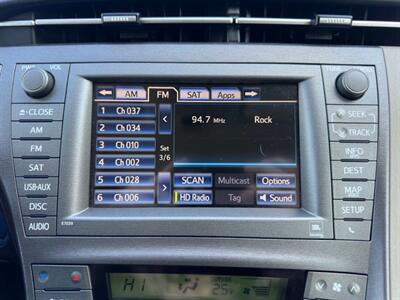 PWR VOL
CLOSE
AM
FM
SAT
USB·AUX
DISC
AUDIO
AM FM SAT Apps
1 Ch 037
2 Ch 034
3 Ch 010
4 Ch 002
5 Ch 028
6 Ch 006
Set
3/6
94.7 MHz Rock
SCAN Multicast Options
HD Radio Tag Sound
E7022
JBL
SEEK
TRACK
INFO
DEST
MAP
VOICE
SETUP
HI